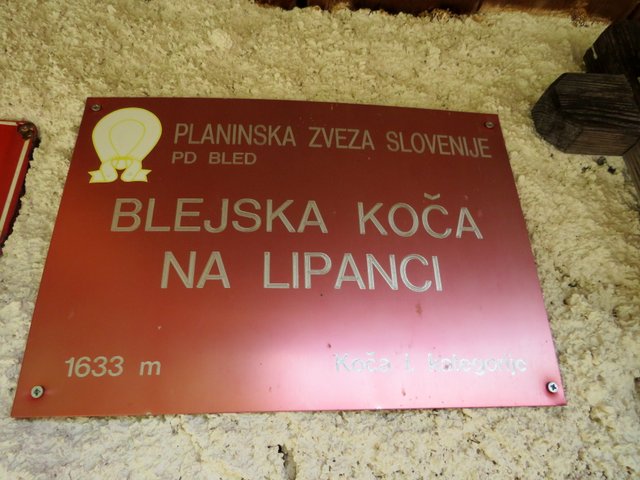 PLANINSKA ZVEZA SLOVENIJE
PD BLED
BLEJSKA KOČA
NA LIPANCI
1633 m Koča I. kategorije